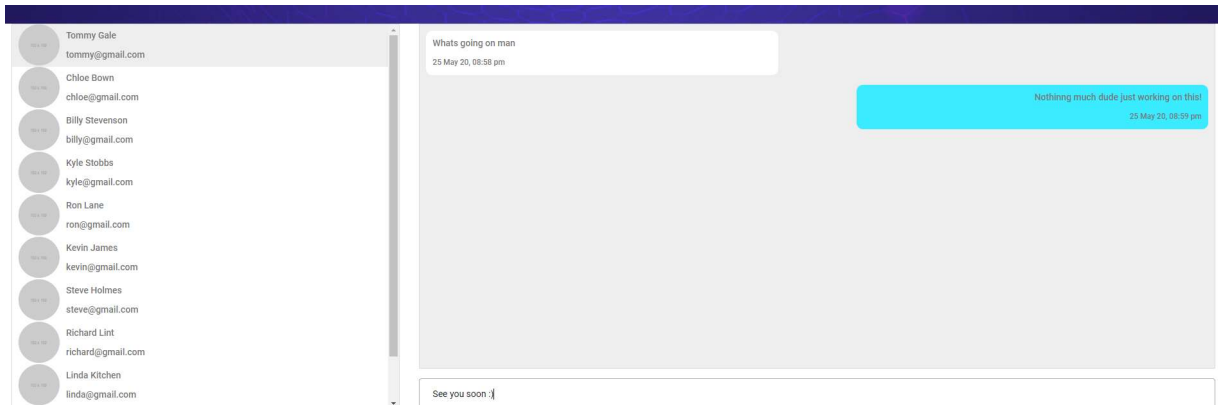 Tommy Gale
tommy@gmail.com
Chloe Bown
chloe@gmail.com
Billy Stevenson
billy@gmail.com
Kyle Stobbs
kyle@gmail.com
Ron Lane
ron@gmail.com
Kevin James
kevin@gmail.com
Steve Holmes
steve@gmail.com
Richard Lint
richard@gmail.com
Linda Kitchen
linda@gmail.com
Whats going on man
25 May 20, 08:58 pm
Nothinng much dude just working on this!
25 May 20, 08:59 pm
See you soon :)